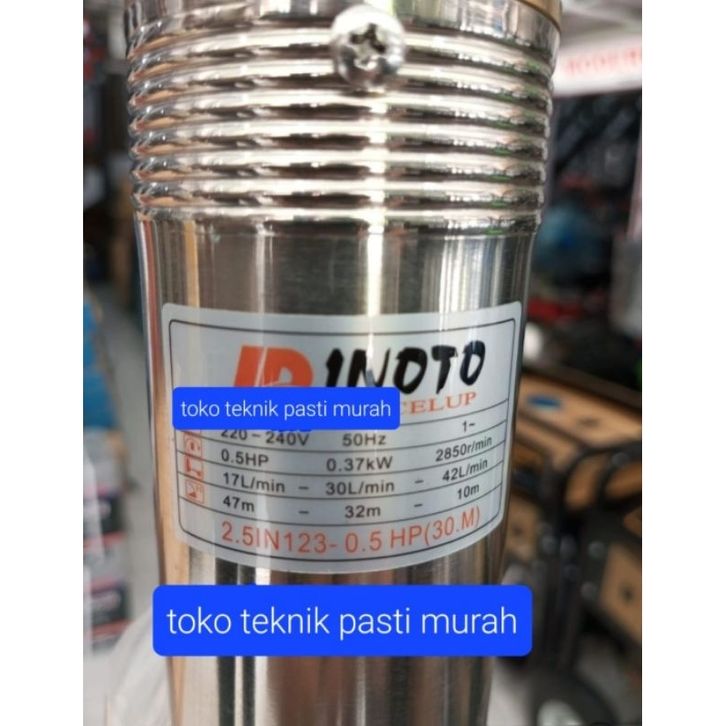 1NOTO
toko teknik pasti murah
CELUP
220-240V 50Hz 1~
0.5HP 0.37kW 2850r/min
17L/min - 30L/min - 42L/min
47m - 32m - 10m
2.5IN123-0.5 HP(30.M)
toko teknik pasti murah